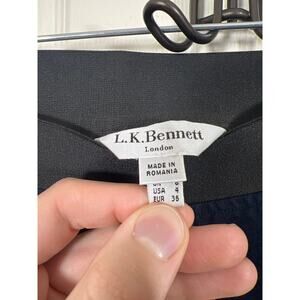 L.K.Bennett
London
MADE IN
ROMANIA
USA 4
EUR 36